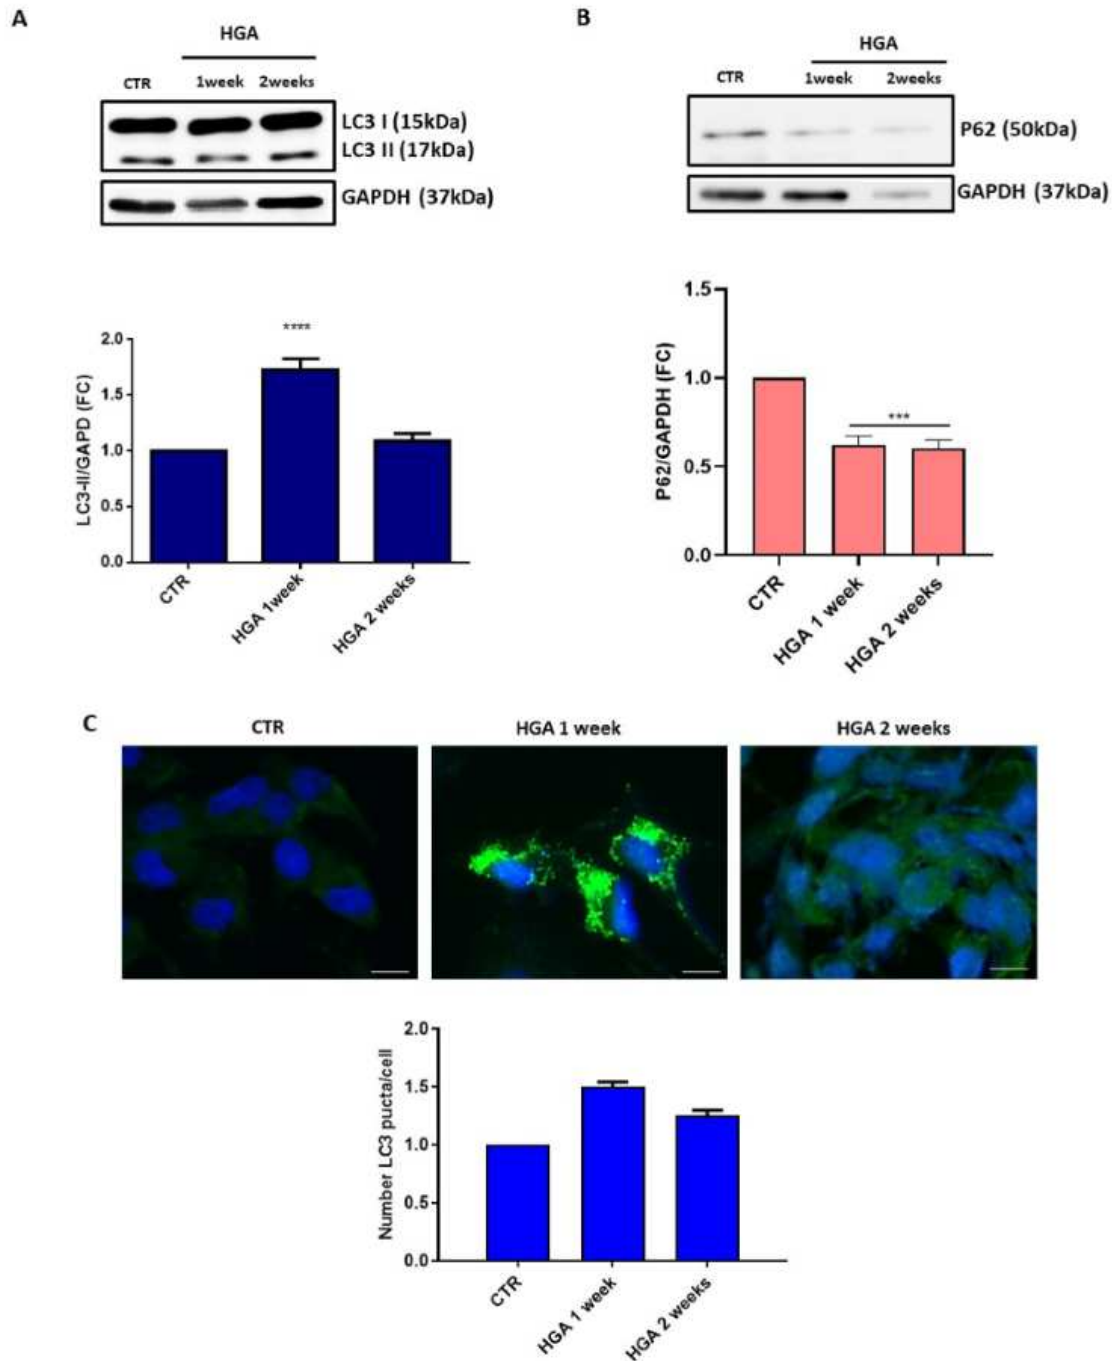 A
HGA
CTR 1week 2weeks
LC3 I (15kDa)
LC3 II (17kDa)
GAPDH (37kDa)
LC3-II/GAPD (FC)
2.0
1.5
1.0
0.5
0.0
****
CTR
HGA 1week
HGA 2 weeks
B
HGA
CTR 1week 2weeks
P62 (50kDa)
GAPDH (37kDa)
P62/GAPDH (FC)
1.5
1.0
0.5
0.0
***
CTR
HGA 1 week
HGA 2 weeks
C
CTR HGA 1 week HGA 2 weeks
Number LC3 pucta/cell
2.0
1.5
1.0
0.5
0.0
CTR
HGA 1 week
HGA 2 weeks